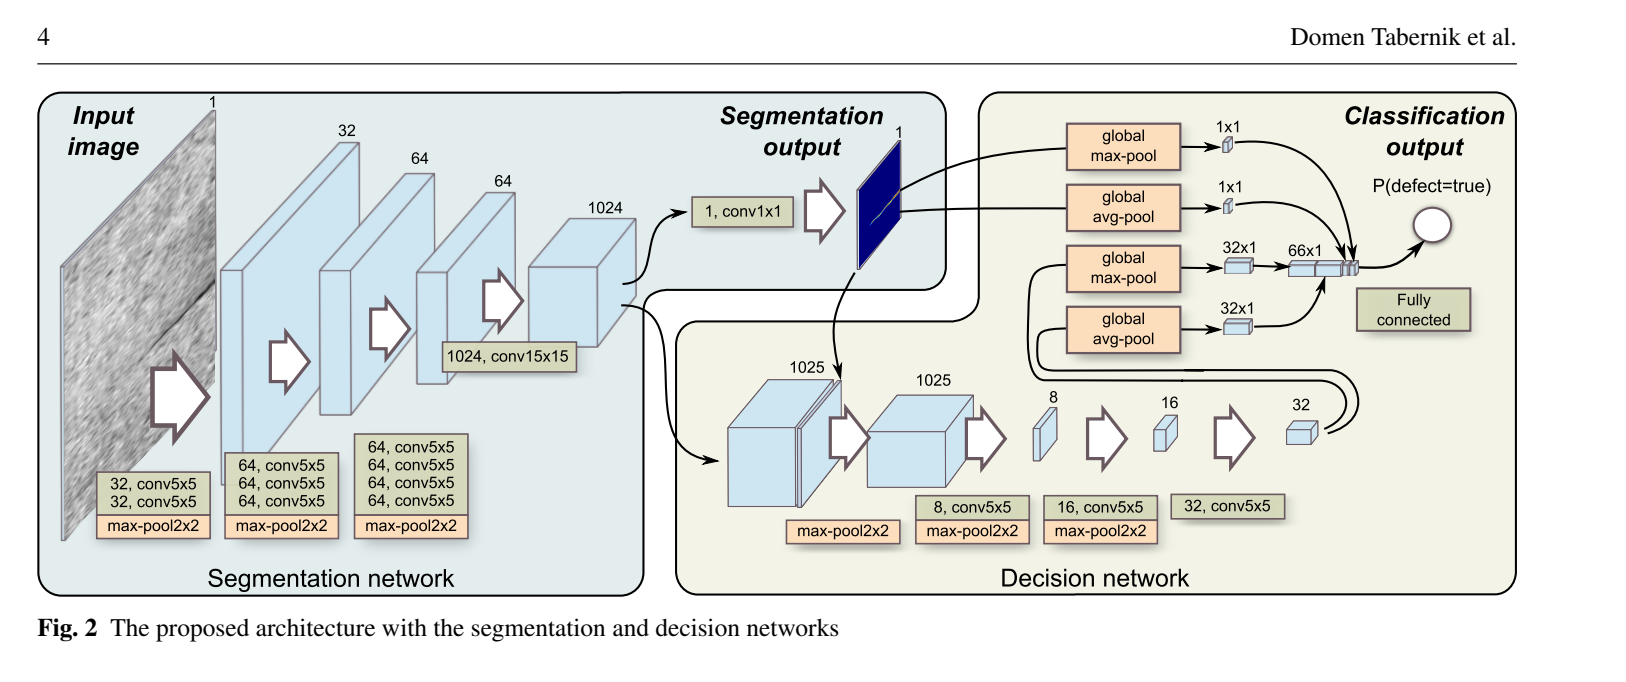 4
Domen Tabernik et al.
Input
image
1
32
64
64
1024
Segmentation
output
1
1, conv1x1
1024, conv15x15
32, conv5x5
32, conv5x5
max-pool2x2
64, conv5x5
64, conv5x5
64, conv5x5
max-pool2x2
64, conv5x5
64, conv5x5
64, conv5x5
64, conv5x5
max-pool2x2
Segmentation network
Classification
output
P(defect=true)
global
max-pool
1x1
global
avg-pool
1x1
global
max-pool
32x1
66x1
global
avg-pool
32x1
Fully
connected
1025
1025
8
16
32
max-pool2x2
8, conv5x5
max-pool2x2
16, conv5x5
max-pool2x2
32, conv5x5
Decision network
Fig. 2 The proposed architecture with the segmentation and decision networks